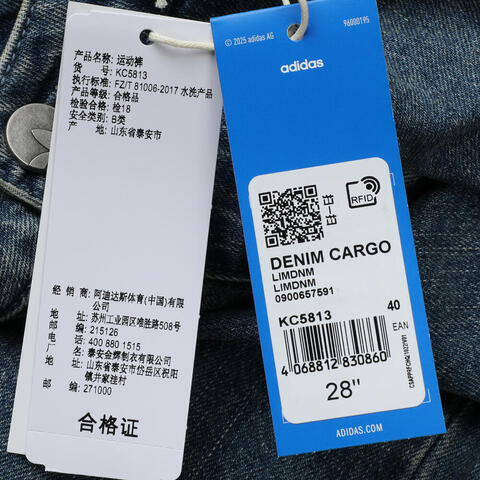 产品名称: 运动裤
货 号: KC5813
执行标准: FZ/T 81006-2017 水洗产品
产品等级: 合格品
检验合格: 检18
安全类别: B类
产地: 山东省泰安市
经 销 商: 阿迪达斯体育(中国)有限公司
地 址: 苏州工业园区唯胜路508号
邮 编: 215126
电 话: 400 880 1515
厂 名: 泰安金辉制衣有限公司
地 址: 山东省泰安市岱岳区祝阳镇井家洼村
邮 编: 271000
合格证
© 2025 adidas AG
96000195
adidas
RFID
DENIM CARGO
LIMDNM
LIMDNM
0900657591
KC5813
40
EAN
4 068812 830860
28"
ADIDAS.COM